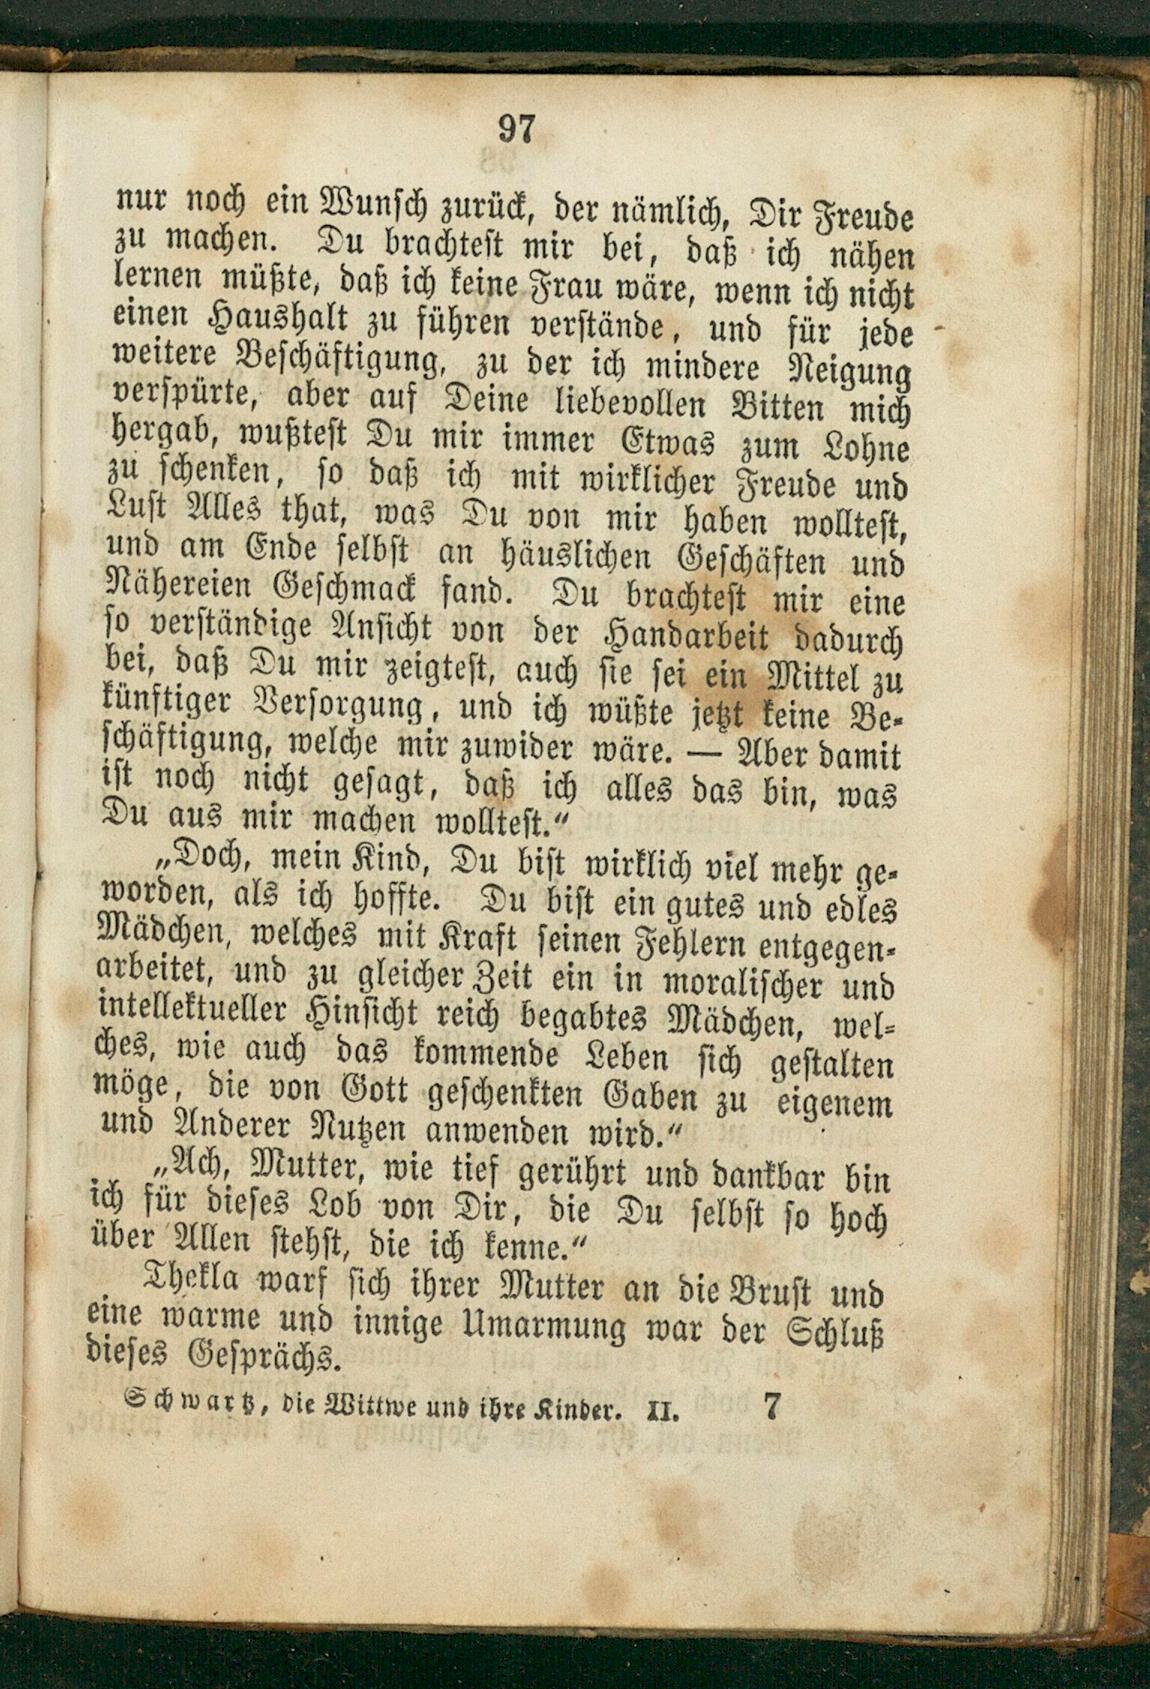 97
nur noch ein Wunsch zurück, der nämlich, Dir Freude
zu machen. Du brachtest mir bei, daß ich nähen
lernen müßte, daß ich keine Frau wäre, wenn ich nicht
einen Haushalt zu führen verstände, und für jede
weitere Beschäftigung, zu der ich mindere Neigung
verspürte, aber auf Deine liebevollen Bitten mich
hergab, wußtest Du mir immer Etwas zum Lohne
zu schenken, so daß ich mit wirklicher Freude und
Lust Alles that, was Du von mir haben wolltest,
und am Ende selbst an häuslichen Geschäften und
Nähereien Geschmack fand. Du brachtest mir eine
so verständige Ansicht von der Handarbeit dadurch
bei, daß Du mir zeigtest, auch sie sei ein Mittel zu
künftiger Versorgung, und ich wüßte jetzt keine Be-
schäftigung, welche mir zuwider wäre. — Aber damit
ist noch nicht gesagt, daß ich alles das bin, was
Du aus mir machen wolltest.“
„Doch, mein Kind, Du bist wirklich viel mehr ge-
worden, als ich hoffte. Du bist ein gutes und edles
Mädchen, welches mit Kraft seinen Fehlern entgegen-
arbeitet, und zu gleicher Zeit ein in moralischer und
intellektueller Hinsicht reich begabtes Mädchen, wel-
ches, wie auch das kommende Leben sich gestalten
möge, die von Gott geschenkten Gaben zu eigenem
und Anderer Nutzen anwenden wird.“
„Ach, Mutter, wie tief gerührt und dankbar bin
ich für dieses Lob von Dir, die Du selbst so hoch
über Allen stehst, die ich kenne.“
Thekla warf sich ihrer Mutter an die Brust und
eine warme und innige Umarmung war der Schluß
dieses Gesprächs.
Schwartz, die Wittwe und ihre Kinder. II. 7